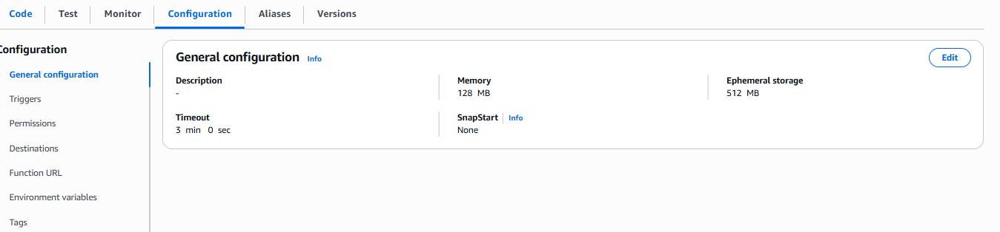 Code Test Monitor Configuration Aliases Versions
Configuration
General configuration
Triggers
Permissions
Destinations
Function URL
Environment variables
Tags
General configuration Info
Edit
Description
-
Memory
128 MB
Ephemeral storage
512 MB
Timeout
3 min 0 sec
SnapStart Info
None